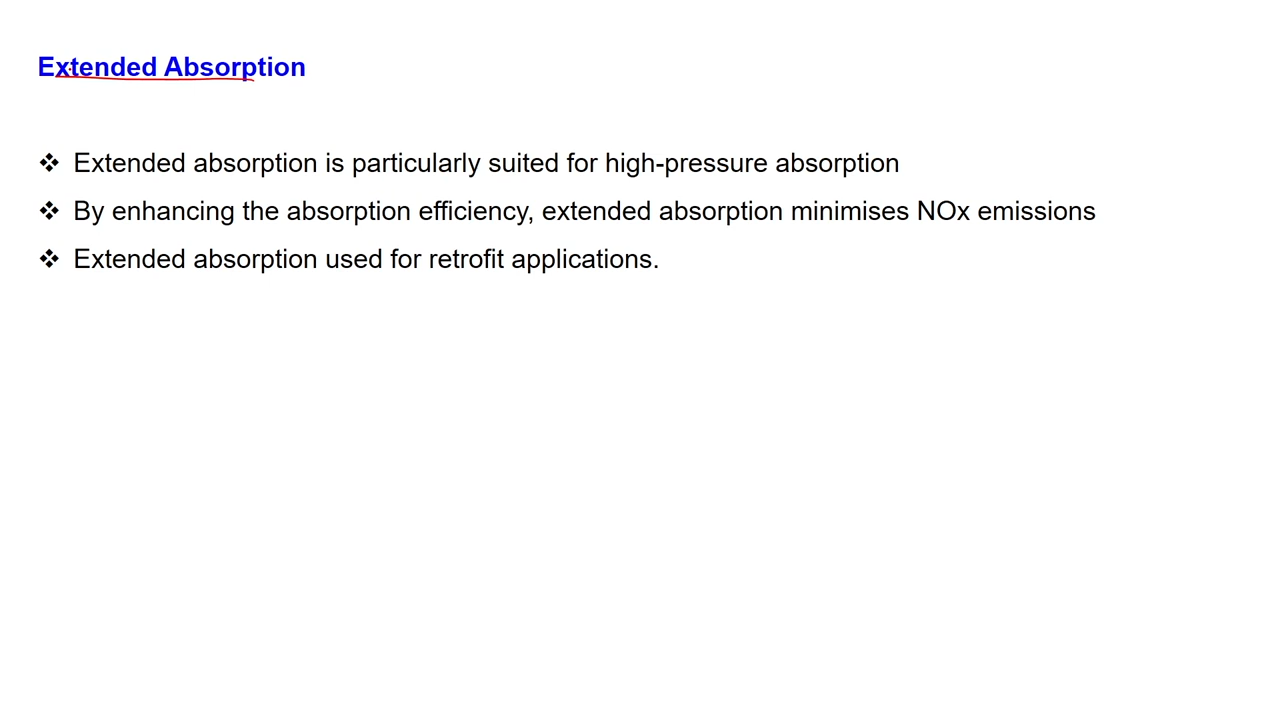 Extended Absorption
❖ Extended absorption is particularly suited for high-pressure absorption
❖ By enhancing the absorption efficiency, extended absorption minimises NOx emissions
❖ Extended absorption used for retrofit applications.